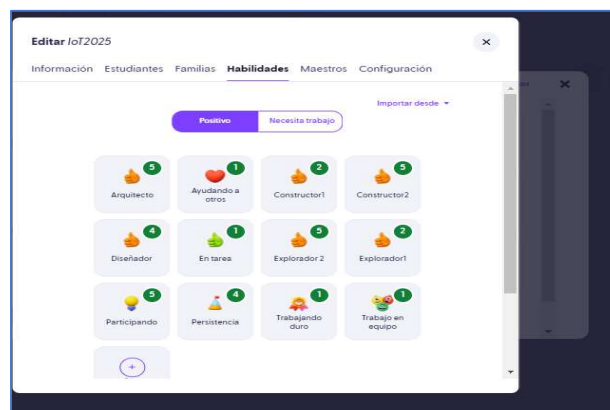 Editar IoT2025
Información Estudiantes Familias Habilidades Maestros Configuración
Importar desde
Positivo Necesita trabajo
5 1 2 5
Arquitecto Ayudando a otros Constructor1 Constructor2
4 1 5 2
Diseñador En tarea Explorador 2 Explorador1
5 4 1 1
Participando Persistencia Trabajando duro Trabajo en equipo